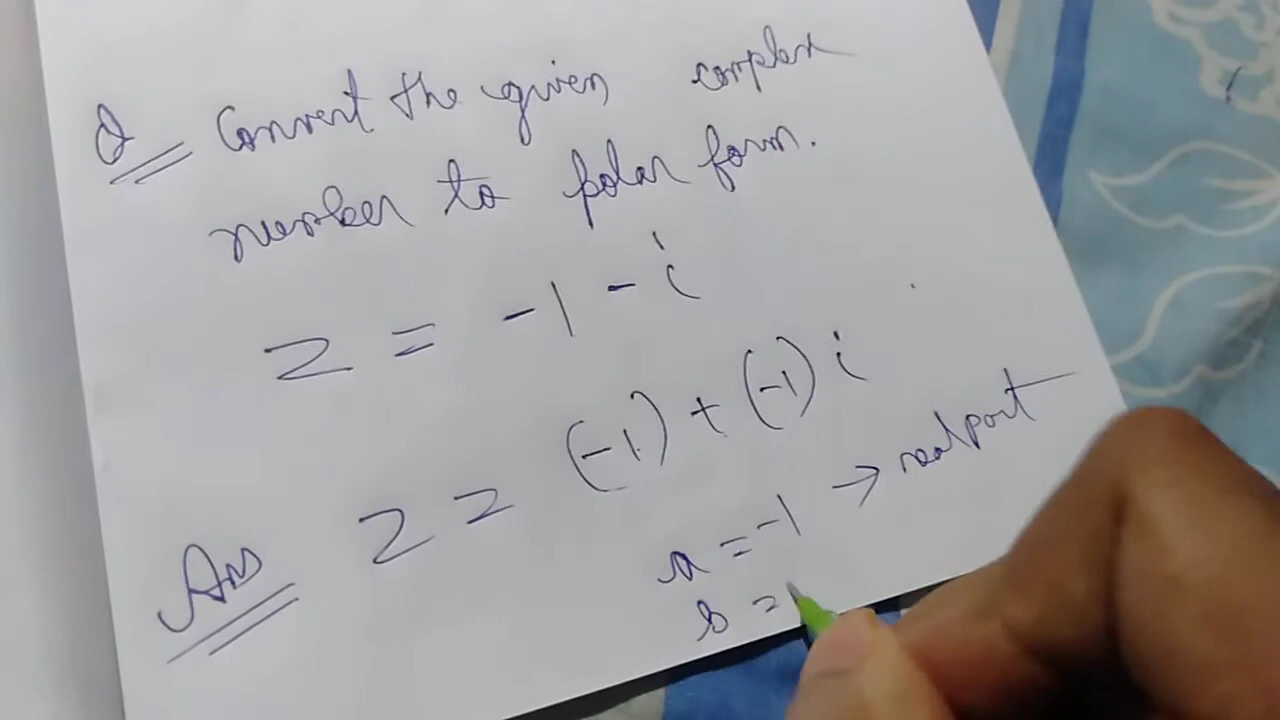 Q Convert the given complex
number to polar form.
z = -1 - i
Ans z = (-1) + (-1) i
a = -1 → real part
b =